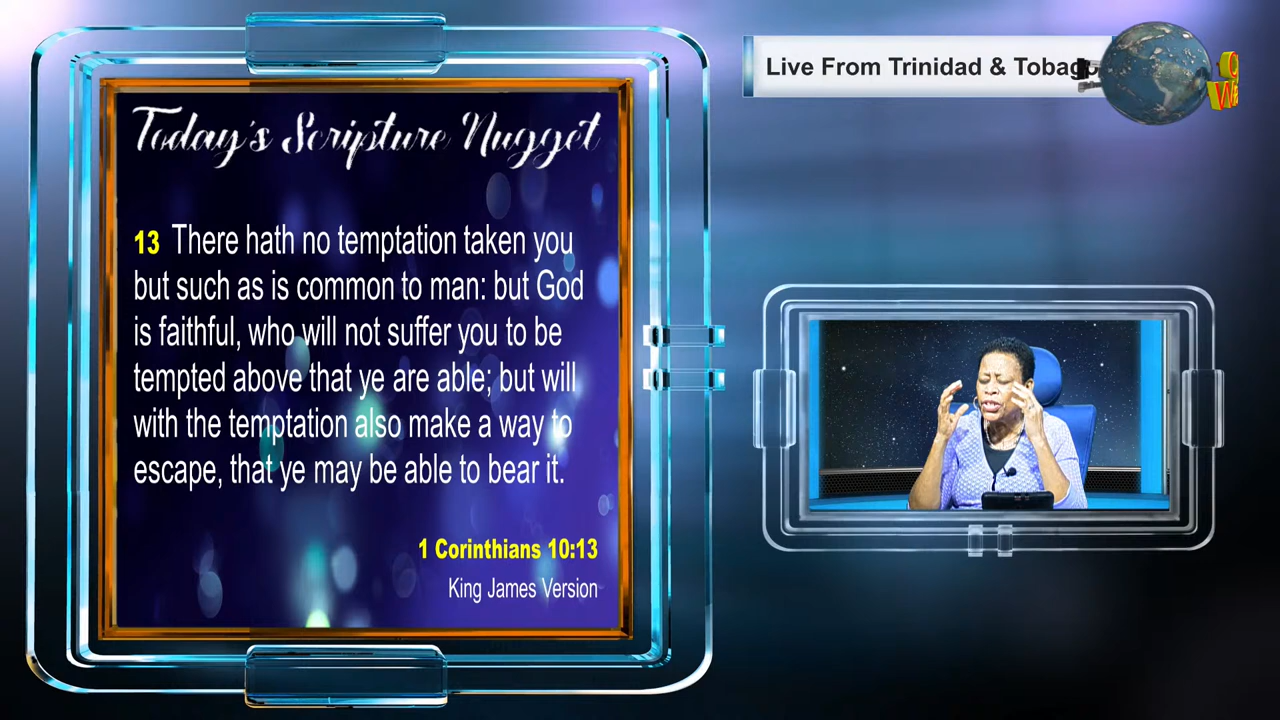 Today's Scripture Nugget
13 There hath no temptation taken you
but such as is common to man: but God
is faithful, who will not suffer you to be
tempted above that ye are able; but will
with the temptation also make a way to
escape, that ye may be able to bear it.
1 Corinthians 10:13
King James Version
Live From Trinidad & Tobago